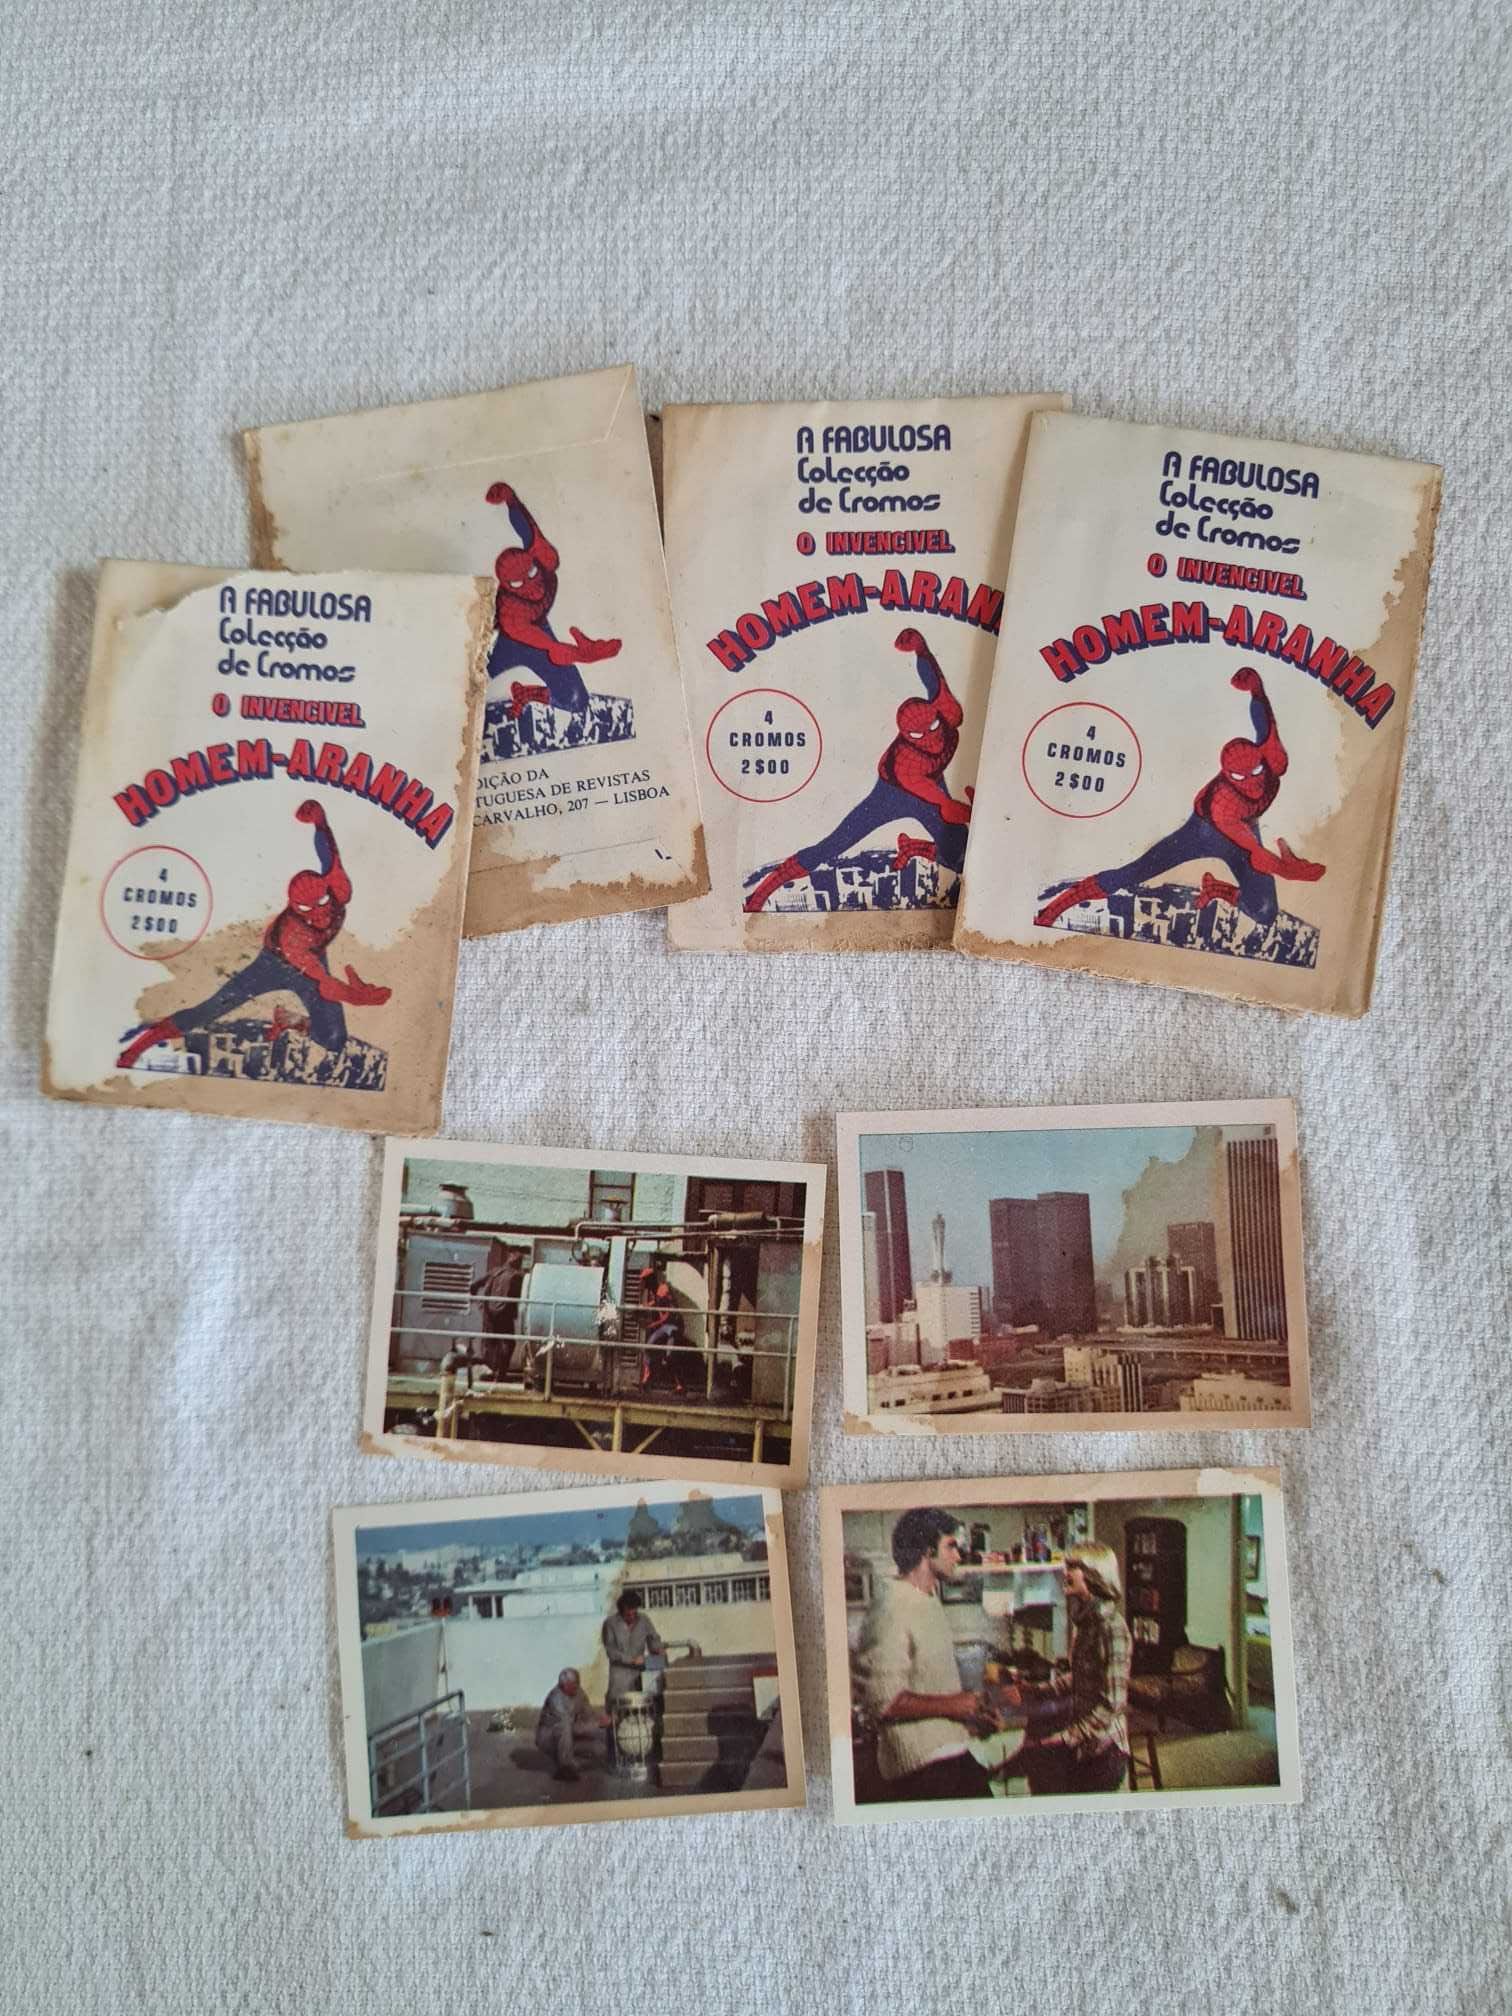 A FABULOSA
Colecção
de Cromos
O INVENCIVEL
HOMEM-ARANHA
4
CROMOS
2$00
DIÇÃO DA
TUGUESA DE REVISTAS
CARVALHO, 207 — LISBOA
A FABULOSA
Colecção
de Cromos
O INVENCIVEL
HOMEM-ARAN
4
CROMOS
2$00
A FABULOSA
Colecção
de Cromos
O INVENCIVEL
HOMEM-ARANHA
4
CROMOS
2$00